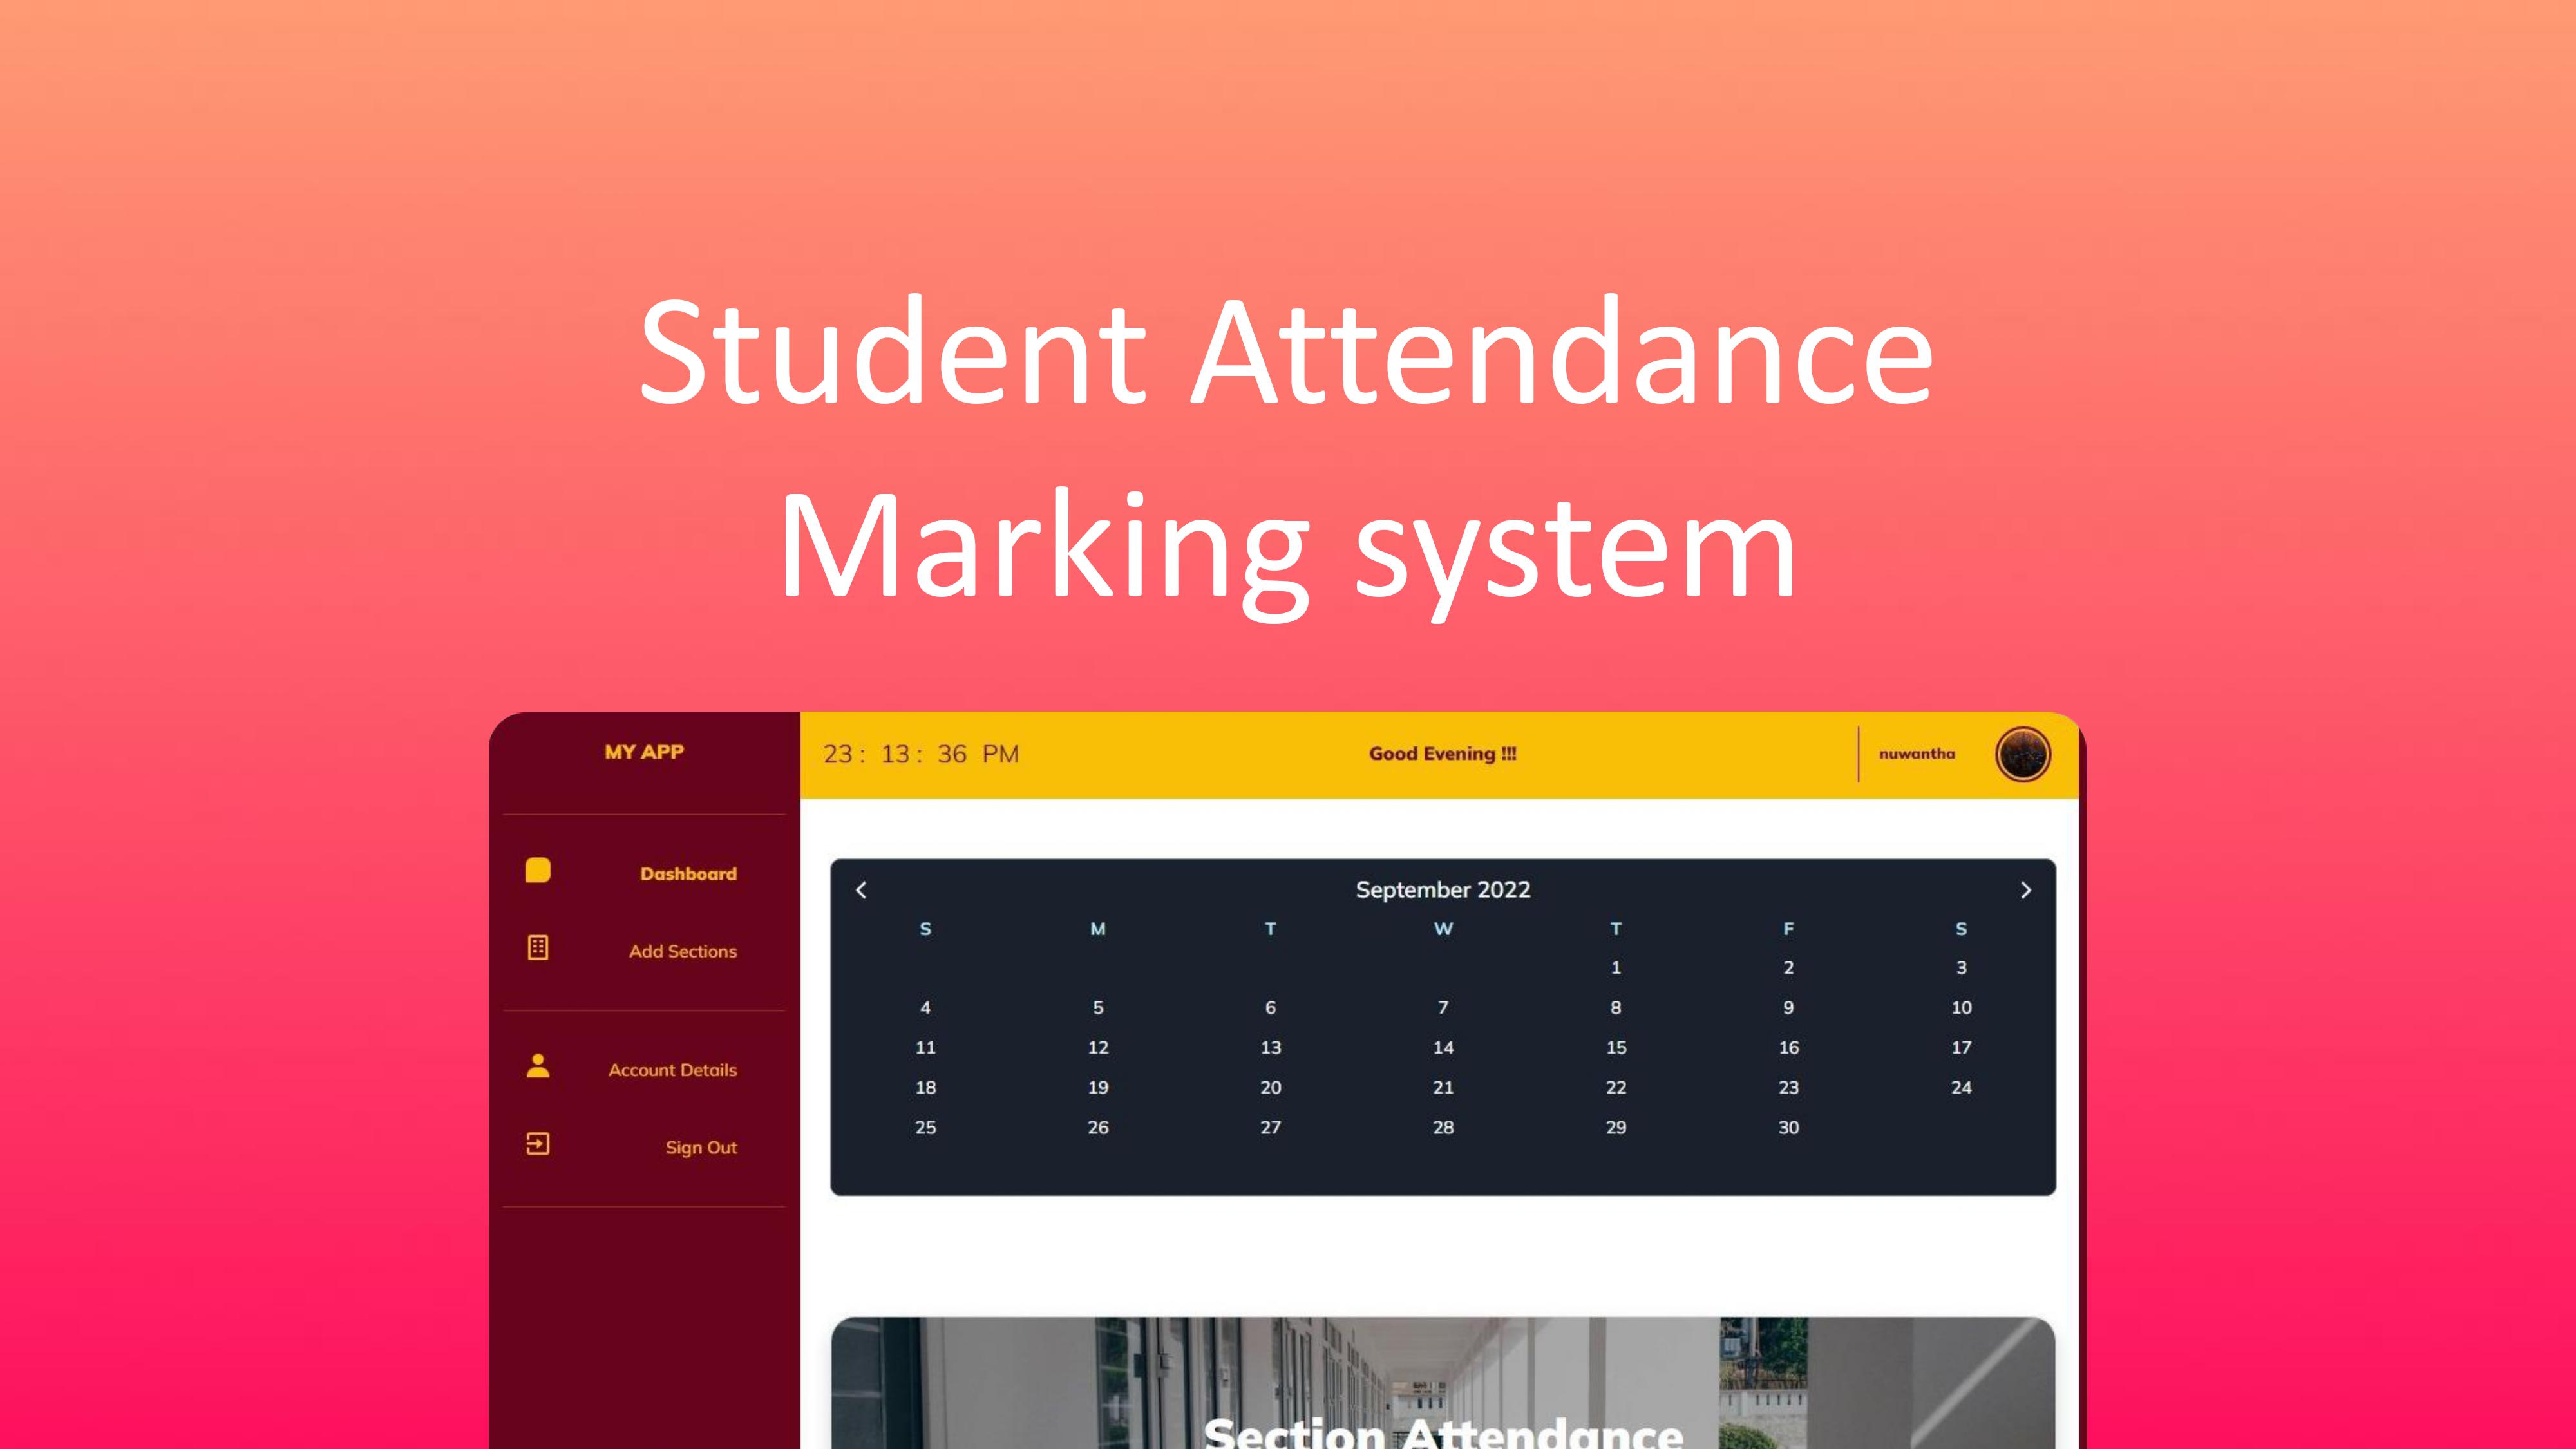 Student Attendance
Marking system
MY APP
23 : 13 : 36 PM
Good Evening !!!
nuwantha
Dashboard
Add Sections
Account Details
Sign Out
September 2022
S M T W T F S
1 2 3
4 5 6 7 8 9 10
11 12 13 14 15 16 17
18 19 20 21 22 23 24
25 26 27 28 29 30
Section Attendance